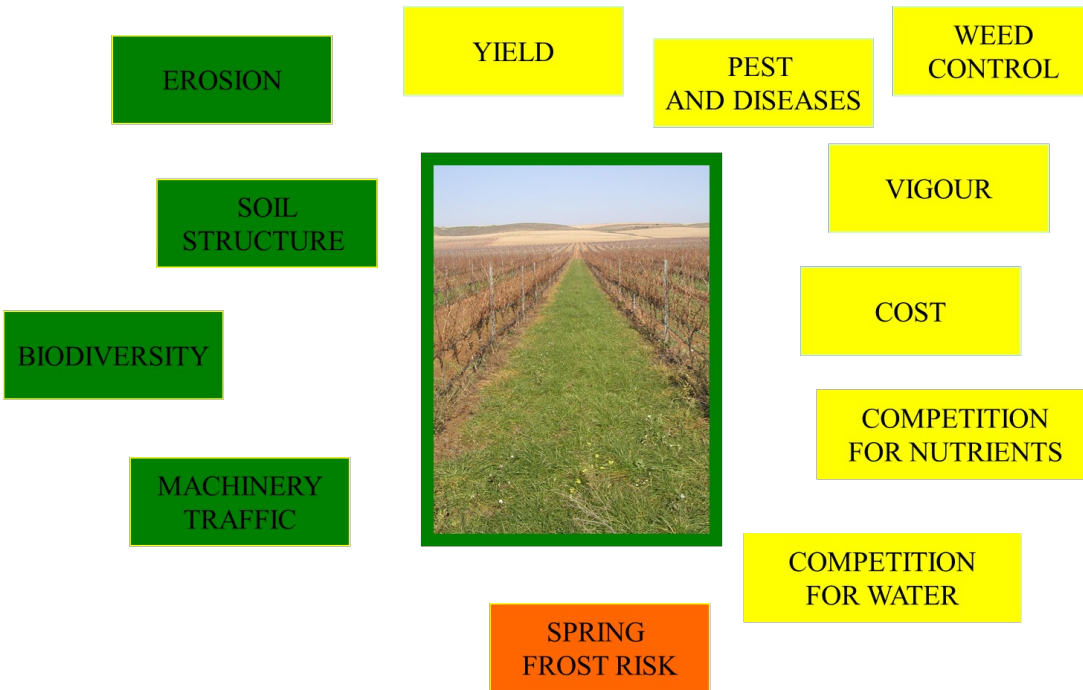 EROSION
YIELD
PEST
AND DISEASES
WEED
CONTROL
SOIL
STRUCTURE
VIGOUR
BIODIVERSITY
COST
MACHINERY
TRAFFIC
COMPETITION
FOR NUTRIENTS
COMPETITION
FOR WATER
SPRING
FROST RISK